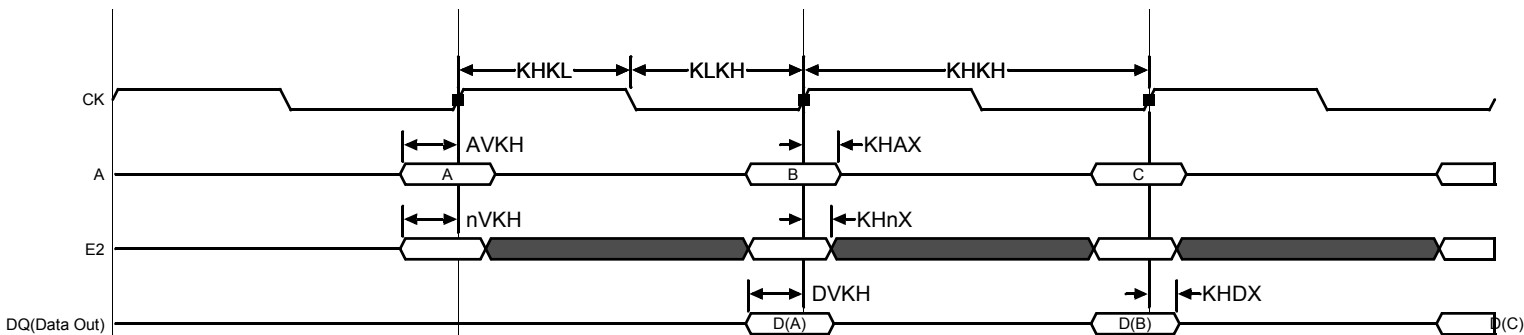 KHKL KLKH KHKH
CK
AVKH KHAX
A A B C
nVKH KHnX
E2
DVKH KHDX
DQ(Data Out) D(A) D(B) D(C)